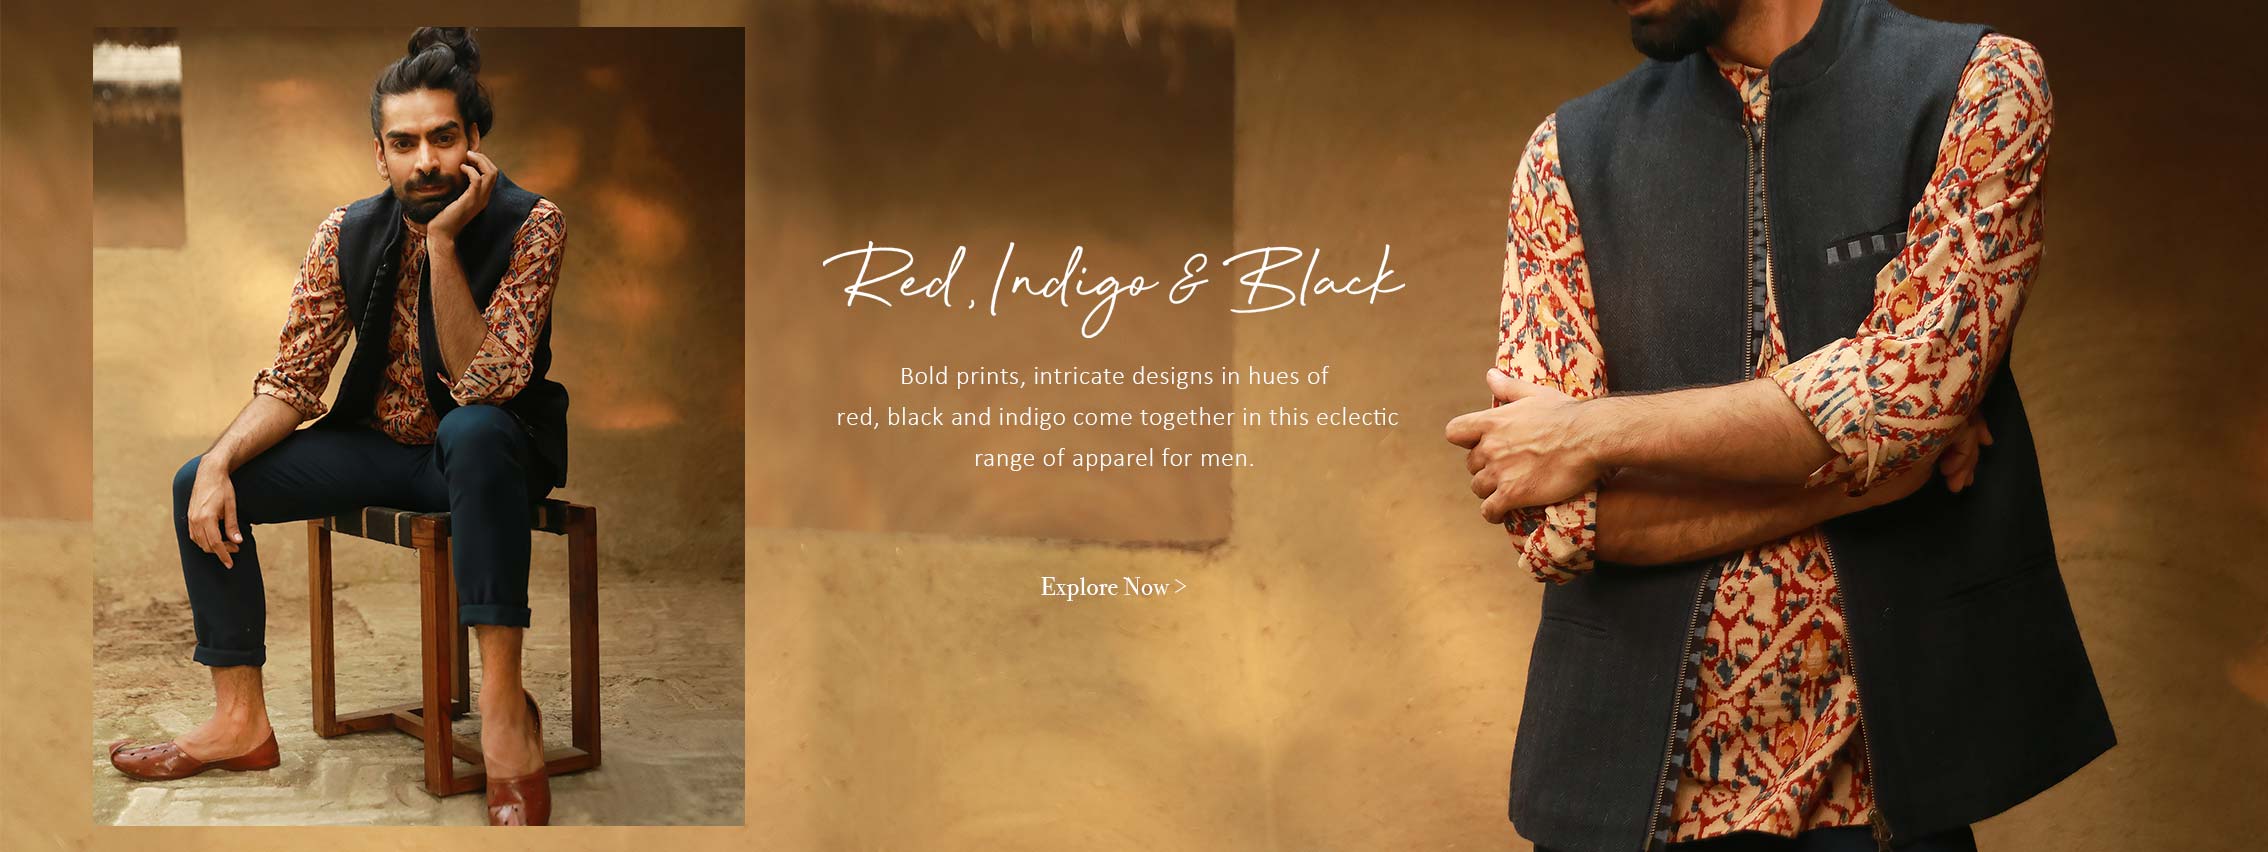 Red, Indigo & Black
Bold prints, intricate designs in hues of
red, black and indigo come together in this eclectic
range of apparel for men.
Explore Now >